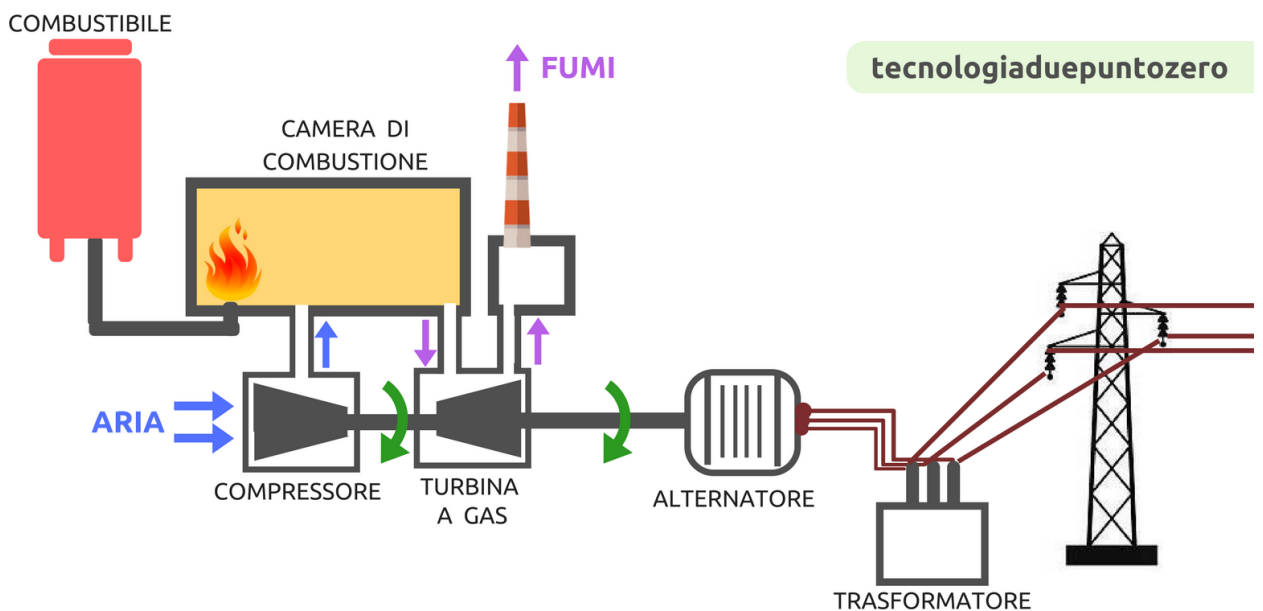 COMBUSTIBILE
tecnologiaduepuntozero
FUMI
CAMERA DI
COMBUSTIONE
ARIA
COMPRESSORE
TURBINA
A GAS
ALTERNATORE
TRASFORMATORE